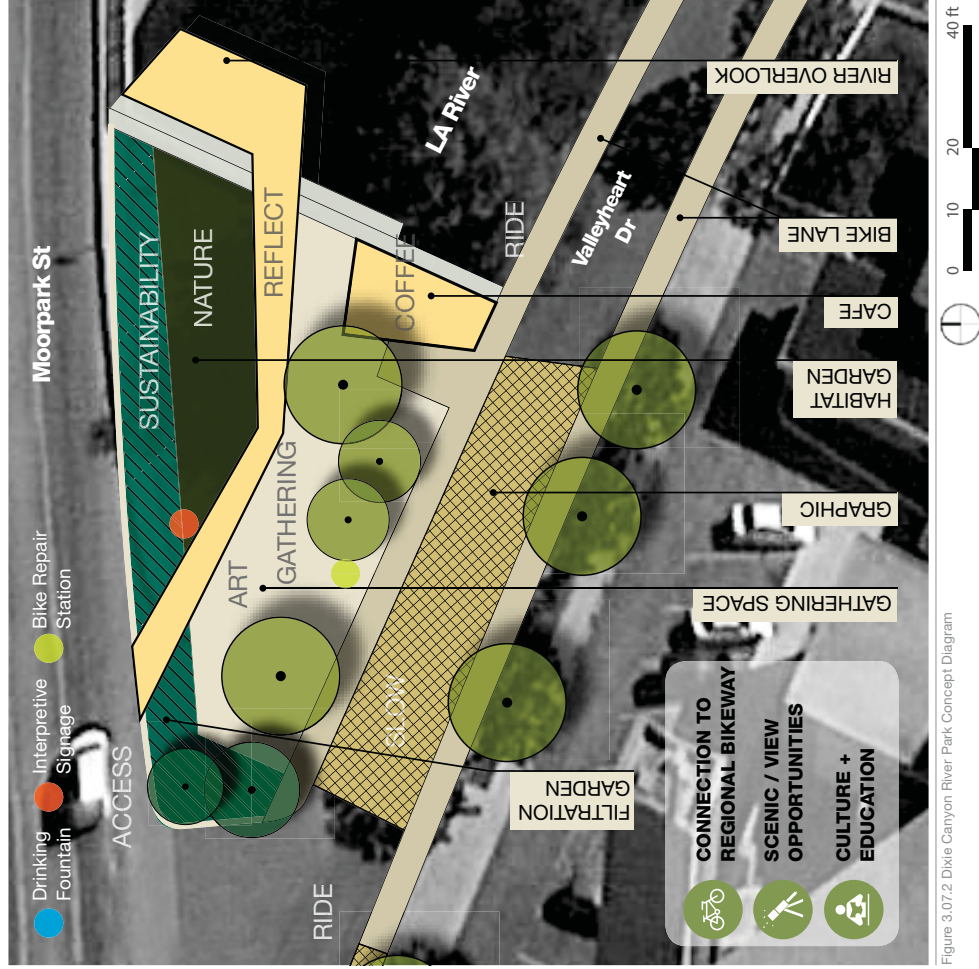 Moorpark St
Drinking
Fountain
Interpretive
Signage
Bike Repair
Station
ACCESS
SUSTAINABILITY
NATURE
REFLECT
ART
GATHERING
COFFEE
RIDE
SLOW
RIDE
LA River
Valleyheart
Dr
FILTRATION
GARDEN
GATHERING SPACE
GRAPHIC
HABITAT
GARDEN
CAFE
BIKE LANE
RIVER OVERLOOK
CONNECTION TO
REGIONAL BIKEWAY
SCENIC / VIEW
OPPORTUNITIES
CULTURE +
EDUCATION
0 10 20 40 ft
Figure 3.07.2 Dixie Canyon River Park Concept Diagram